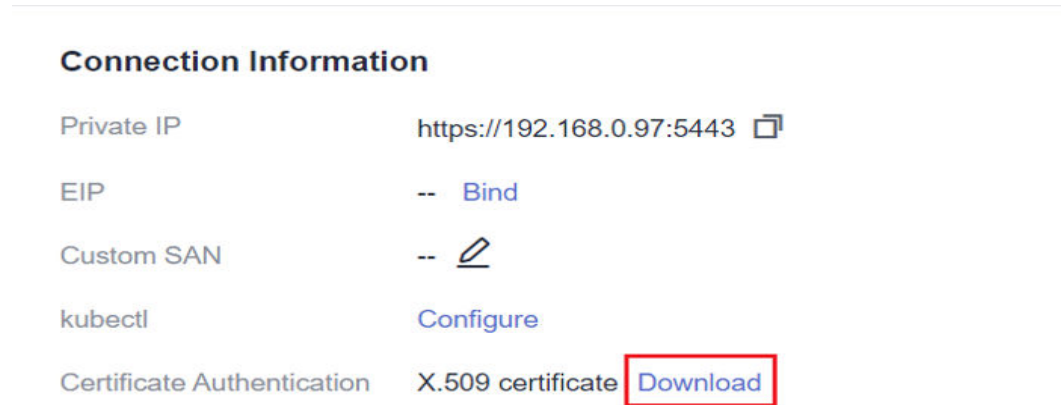 Connection Information
Private IP https://192.168.0.97:5443
EIP -- Bind
Custom SAN --
kubectl Configure
Certificate Authentication X.509 certificate Download